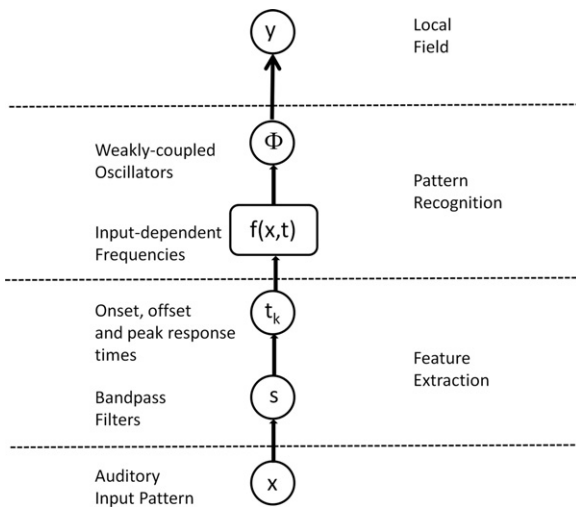 y
Local
Field
Weakly-coupled
Oscillators
Φ
Pattern
Recognition
Input-dependent
Frequencies
f(x,t)
Onset, offset
and peak response
times
t_k
Feature
Extraction
Bandpass
Filters
s
Auditory
Input Pattern
x